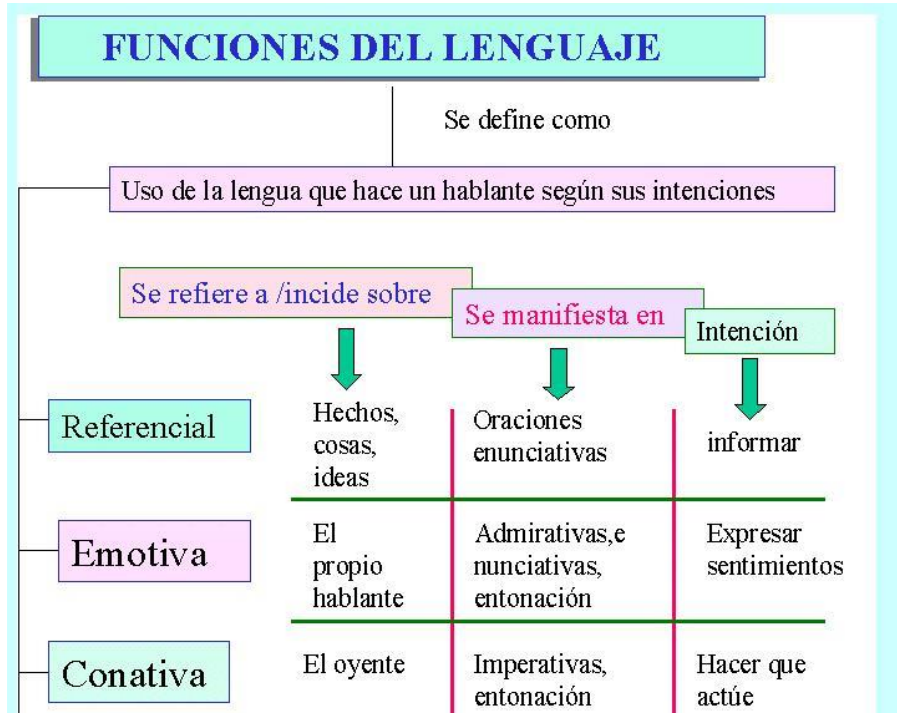 FUNCIONES DEL LENGUAJE
Se define como
Uso de la lengua que hace un hablante según sus intenciones
Se refiere a /incide sobre
Se manifiesta en
Intención
Referencial
Hechos,
cosas,
ideas
Oraciones
enunciativas
informar
Emotiva
El
propio
hablante
Admirativas,e
nunciativas,
entonación
Expresar
sentimientos
Conativa
El oyente
Imperativas,
entonación
Hacer que
actúe